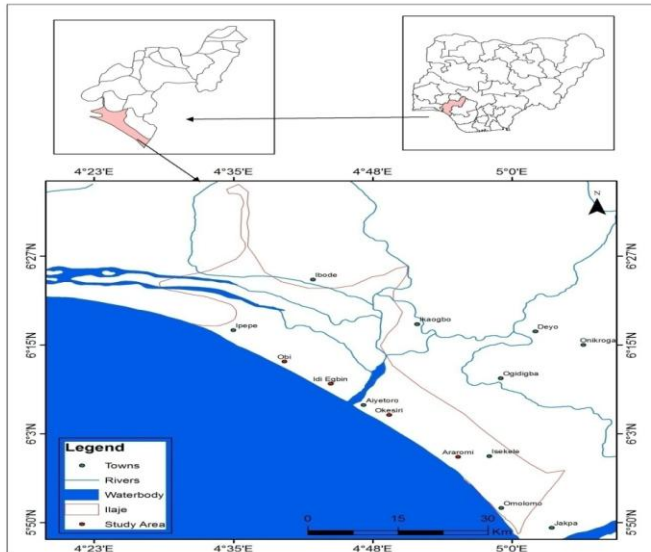 4°23'E 4°35'E 4°48'E 5°0'E
N
6°27'N
6°27'N
Ibode
Ipepe
Ikaogbo
Deyo
Onikroga
6°15'N
6°15'N
Obi
Idi Egbin
Ogidigba
Aiyetoro
Okesiri
6°3'N
6°3'N
Araromi
Isekele
Omolomo
Jakpa
5°50'N
5°50'N
Legend
Towns
Rivers
Waterbody
Ilaje
Study Area
0 15 30
Km
4°23'E 4°35'E 4°48'E 5°0'E